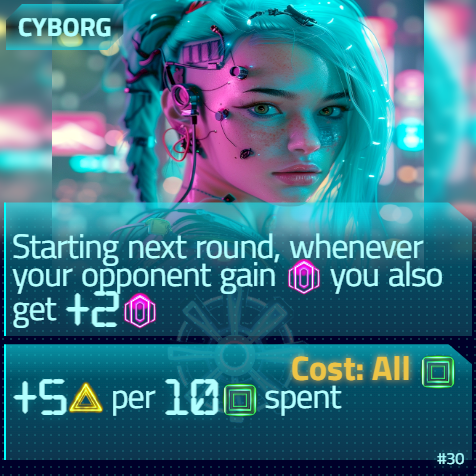 CYBORG
Starting next round, whenever
your opponent gain you also
get +2
Cost: All
+5 per 10 spent
#30